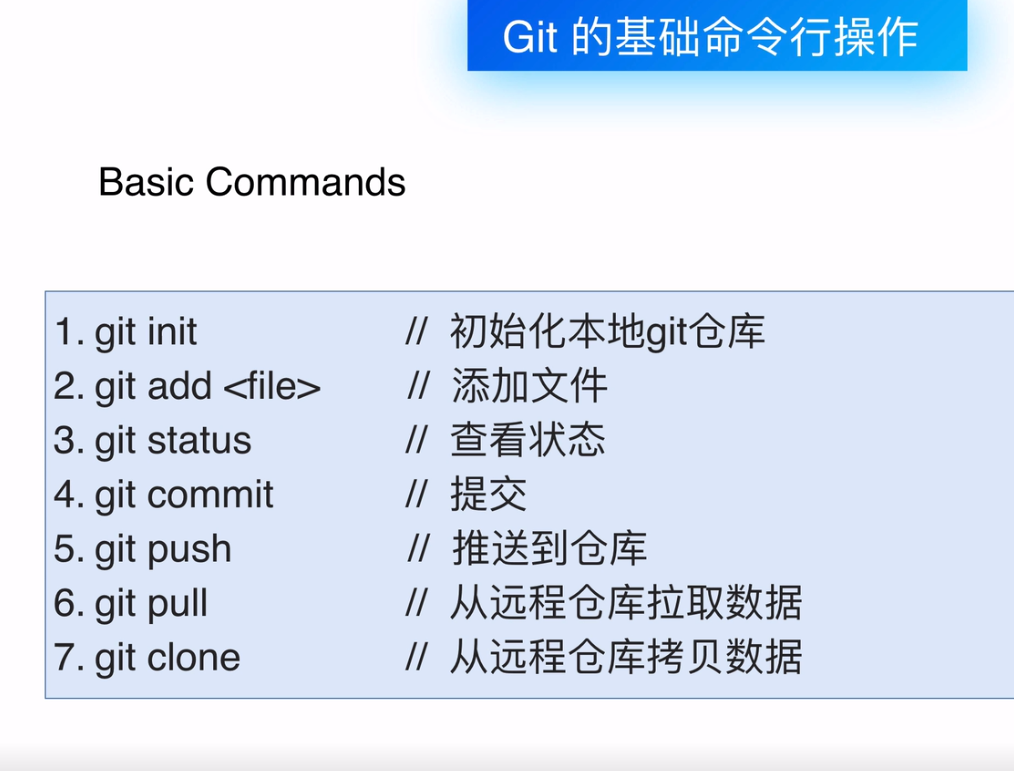 Git 的基础命令行操作
Basic Commands
1. git init // 初始化本地git仓库
2. git add <file> // 添加文件
3. git status // 查看状态
4. git commit // 提交
5. git push // 推送到仓库
6. git pull // 从远程仓库拉取数据
7. git clone // 从远程仓库拷贝数据